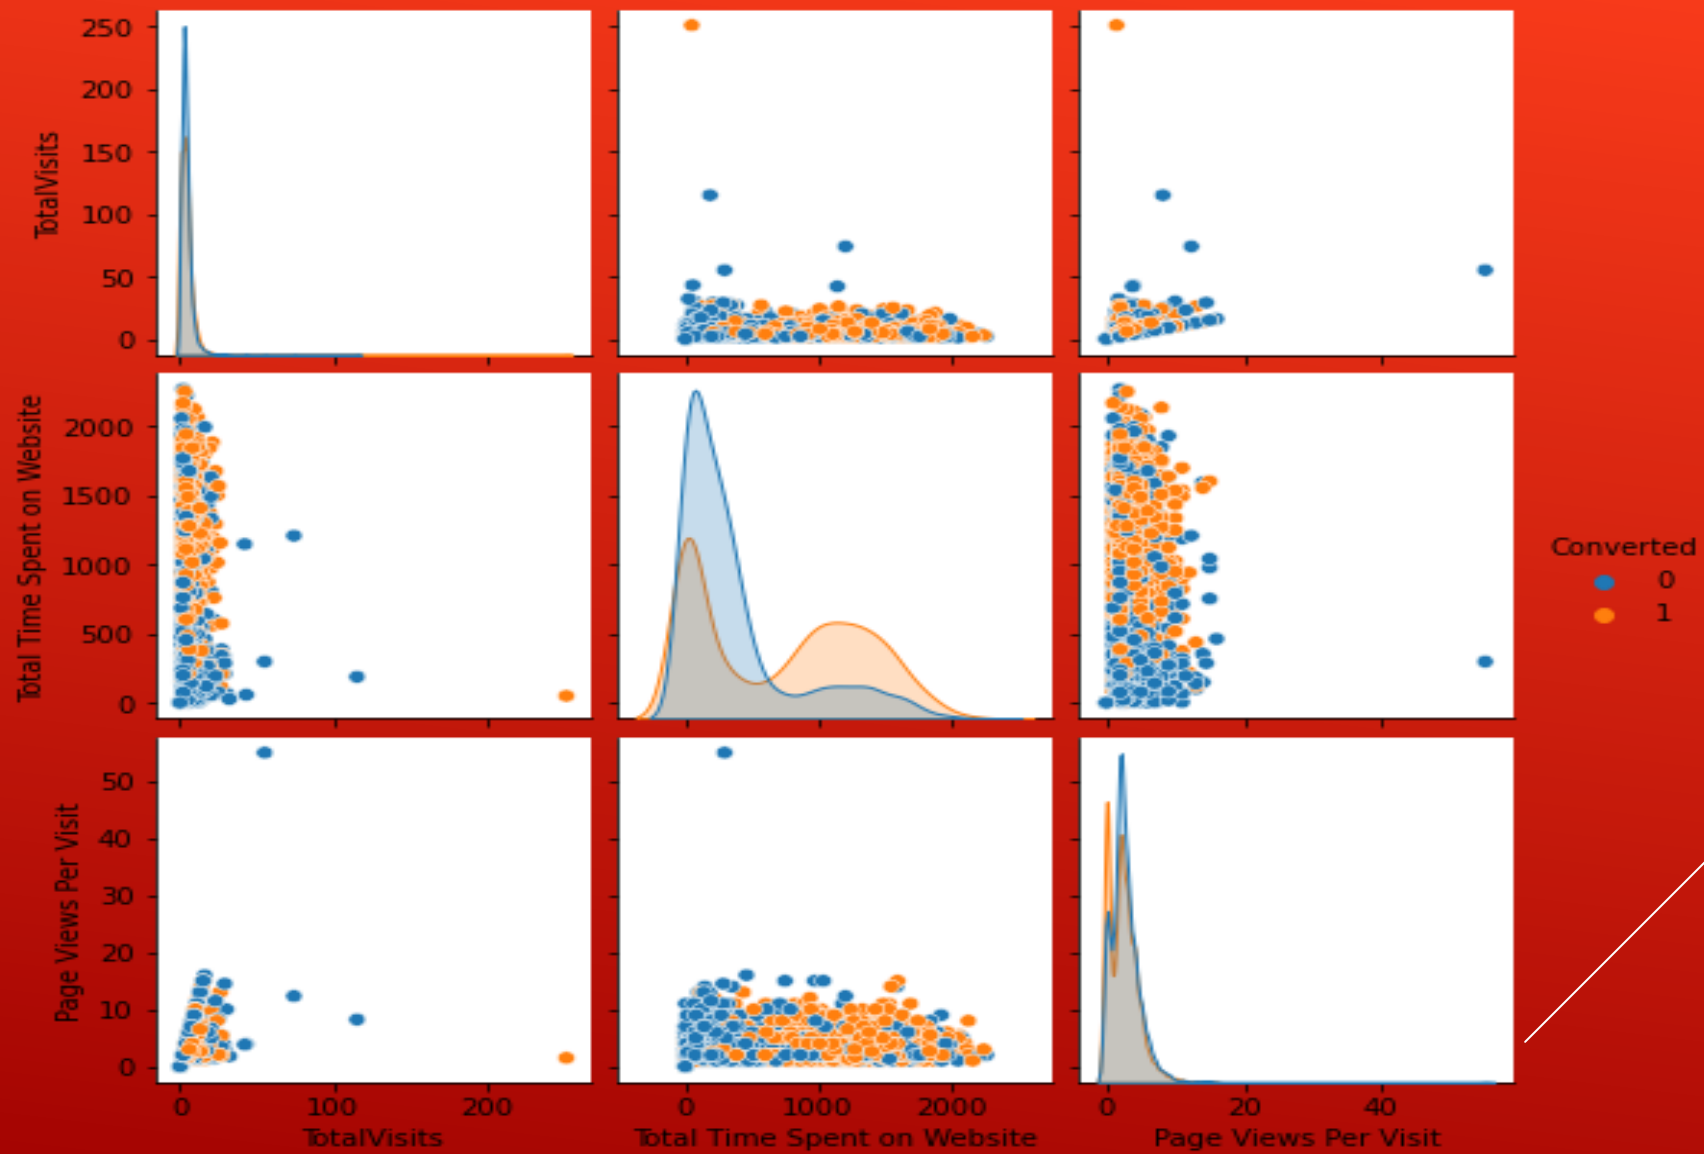 250
200
150
100
50
0
TotalVisits
2000
1500
1000
500
0
Total Time Spent on Website
Converted
0
1
50
40
30
20
10
0
Page Views Per Visit
0 100 200
0 1000 2000
0 20 40
TotalVisits
Total Time Spent on Website
Page Views Per Visit